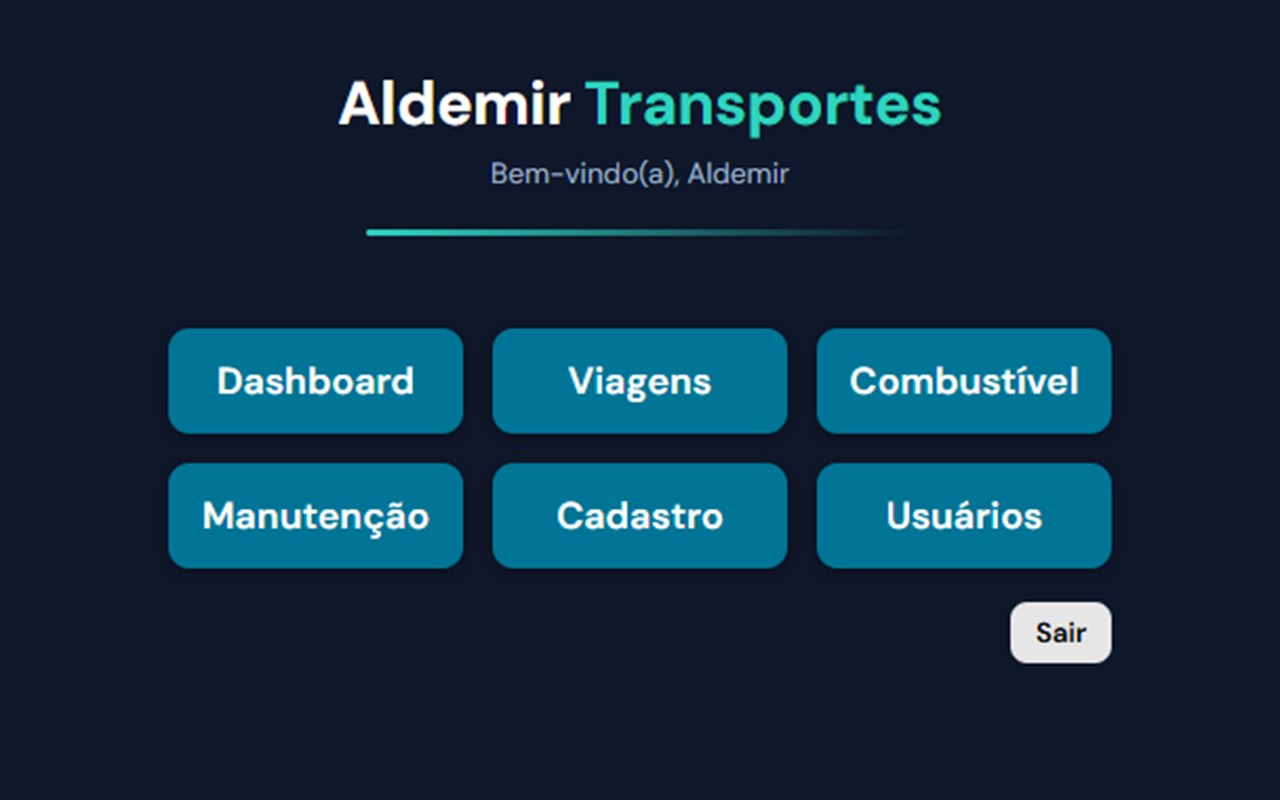 Aldemir Transportes
Bem-vindo(a), Aldemir
Dashboard
Viagens
Combustível
Manutenção
Cadastro
Usuários
Sair